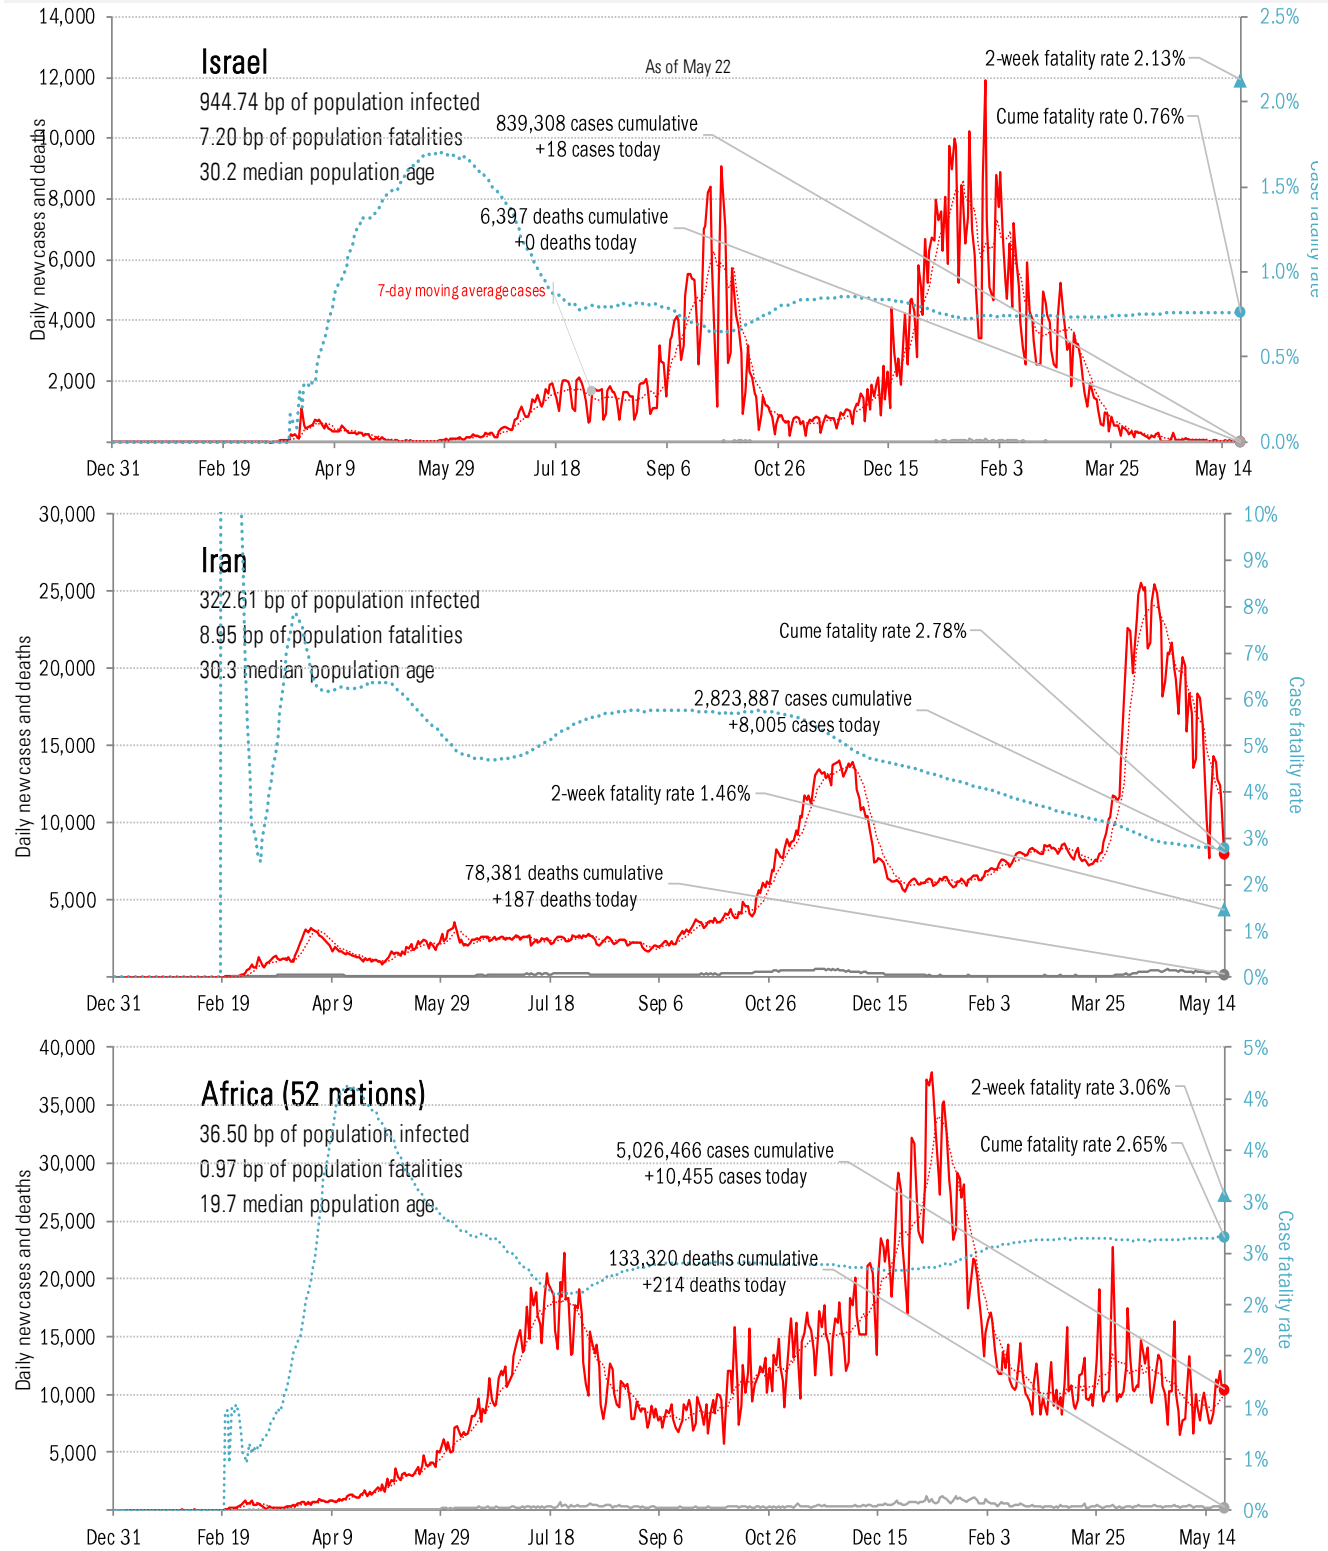 14,000
12,000
10,000
8,000
6,000
4,000
2,000
Daily new cases and deaths
Israel
944.74 bp of population infected
7.20 bp of population fatalities
30.2 median population age
As of May 22
839,308 cases cumulative
+18 cases today
6,397 deaths cumulative
+0 deaths today
7-day moving average cases
2-week fatality rate 2.13%
Cume fatality rate 0.76%
2.5%
2.0%
1.5%
1.0%
0.5%
0.0%
Case fatality rate
Dec 31 Feb 19 Apr 9 May 29 Jul 18 Sep 6 Oct 26 Dec 15 Feb 3 Mar 25 May 14
30,000
25,000
20,000
15,000
10,000
5,000
Daily new cases and deaths
Iran
322.61 bp of population infected
8.95 bp of population fatalities
30.3 median population age
Cume fatality rate 2.78%
2,823,887 cases cumulative
+8,005 cases today
2-week fatality rate 1.46%
78,381 deaths cumulative
+187 deaths today
10%
9%
8%
7%
6%
5%
4%
3%
2%
1%
0%
Case fatality rate
Dec 31 Feb 19 Apr 9 May 29 Jul 18 Sep 6 Oct 26 Dec 15 Feb 3 Mar 25 May 14
40,000
35,000
30,000
25,000
20,000
15,000
10,000
5,000
Daily new cases and deaths
Africa (52 nations)
36.50 bp of population infected
0.97 bp of population fatalities
19.7 median population age
2-week fatality rate 3.06%
Cume fatality rate 2.65%
5,026,466 cases cumulative
+10,455 cases today
133,320 deaths cumulative
+214 deaths today
5%
4%
4%
3%
3%
2%
2%
1%
1%
0%
Case fatality rate
Dec 31 Feb 19 Apr 9 May 29 Jul 18 Sep 6 Oct 26 Dec 15 Feb 3 Mar 25 May 14